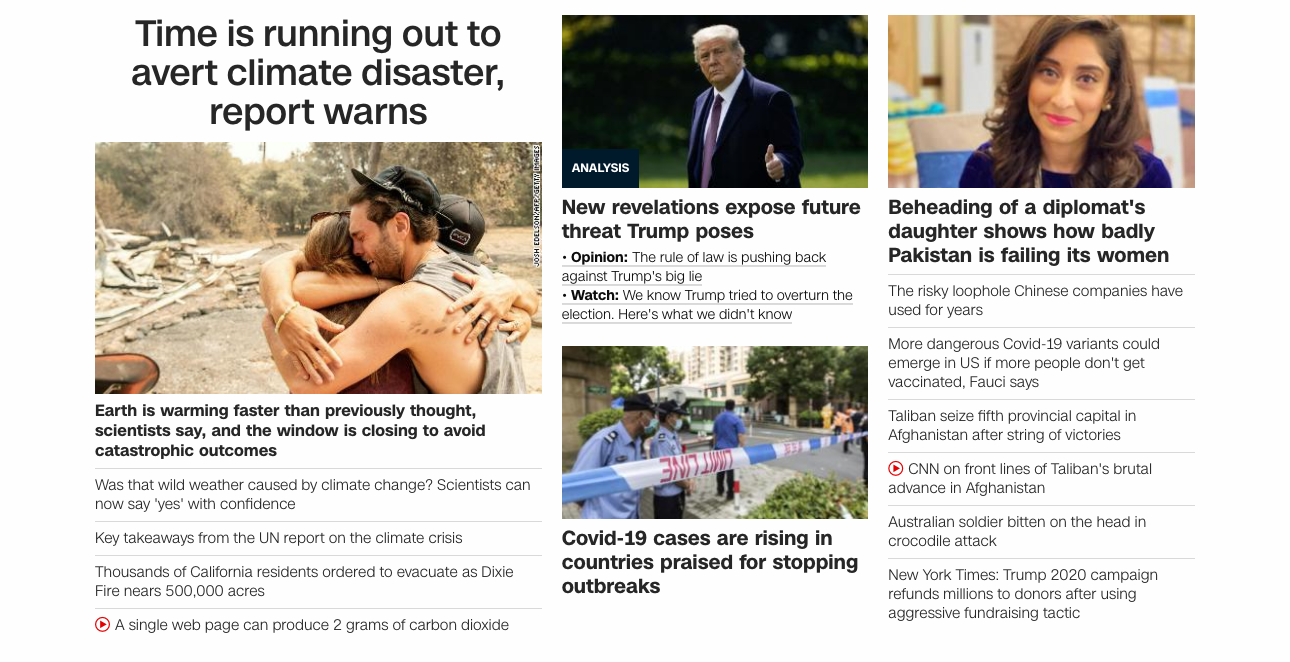 Time is running out to
avert climate disaster,
report warns
JOSH EDELSON/AFP/GETTY IMAGES
Earth is warming faster than previously thought,
scientists say, and the window is closing to avoid
catastrophic outcomes
Was that wild weather caused by climate change? Scientists can
now say 'yes' with confidence
Key takeaways from the UN report on the climate crisis
Thousands of California residents ordered to evacuate as Dixie
Fire nears 500,000 acres
A single web page can produce 2 grams of carbon dioxide
ANALYSIS
New revelations expose future
threat Trump poses
• Opinion: The rule of law is pushing back
against Trump's big lie
• Watch: We know Trump tried to overturn the
election. Here's what we didn't know
LIMIT LINE
Covid-19 cases are rising in
countries praised for stopping
outbreaks
Beheading of a diplomat's
daughter shows how badly
Pakistan is failing its women
The risky loophole Chinese companies have
used for years
More dangerous Covid-19 variants could
emerge in US if more people don't get
vaccinated, Fauci says
Taliban seize fifth provincial capital in
Afghanistan after string of victories
CNN on front lines of Taliban's brutal
advance in Afghanistan
Australian soldier bitten on the head in
crocodile attack
New York Times: Trump 2020 campaign
refunds millions to donors after using
aggressive fundraising tactic